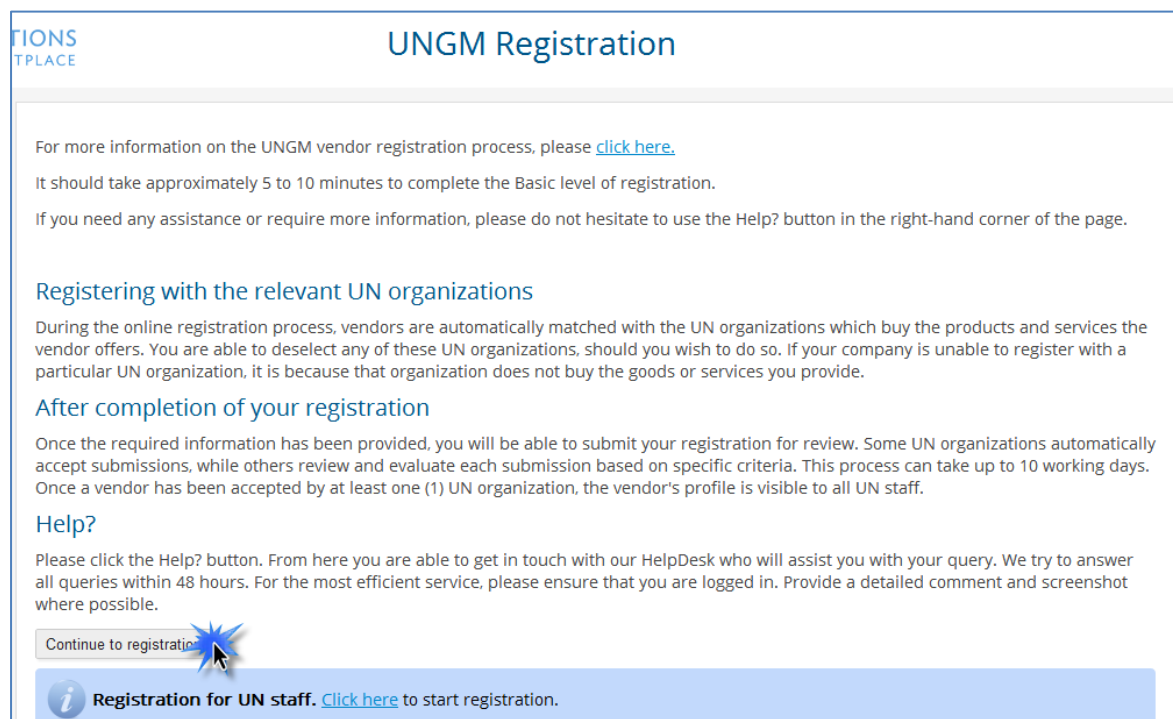 TIONS
TPLACE
UNGM Registration
For more information on the UNGM vendor registration process, please click here.
It should take approximately 5 to 10 minutes to complete the Basic level of registration.
If you need any assistance or require more information, please do not hesitate to use the Help? button in the right-hand corner of the page.
Registering with the relevant UN organizations
During the online registration process, vendors are automatically matched with the UN organizations which buy the products and services the
vendor offers. You are able to deselect any of these UN organizations, should you wish to do so. If your company is unable to register with a
particular UN organization, it is because that organization does not buy the goods or services you provide.
After completion of your registration
Once the required information has been provided, you will be able to submit your registration for review. Some UN organizations automatically
accept submissions, while others review and evaluate each submission based on specific criteria. This process can take up to 10 working days.
Once a vendor has been accepted by at least one (1) UN organization, the vendor's profile is visible to all UN staff.
Help?
Please click the Help? button. From here you are able to get in touch with our HelpDesk who will assist you with your query. We try to answer
all queries within 48 hours. For the most efficient service, please ensure that you are logged in. Provide a detailed comment and screenshot
where possible.
Continue to registration
i Registration for UN staff. Click here to start registration.